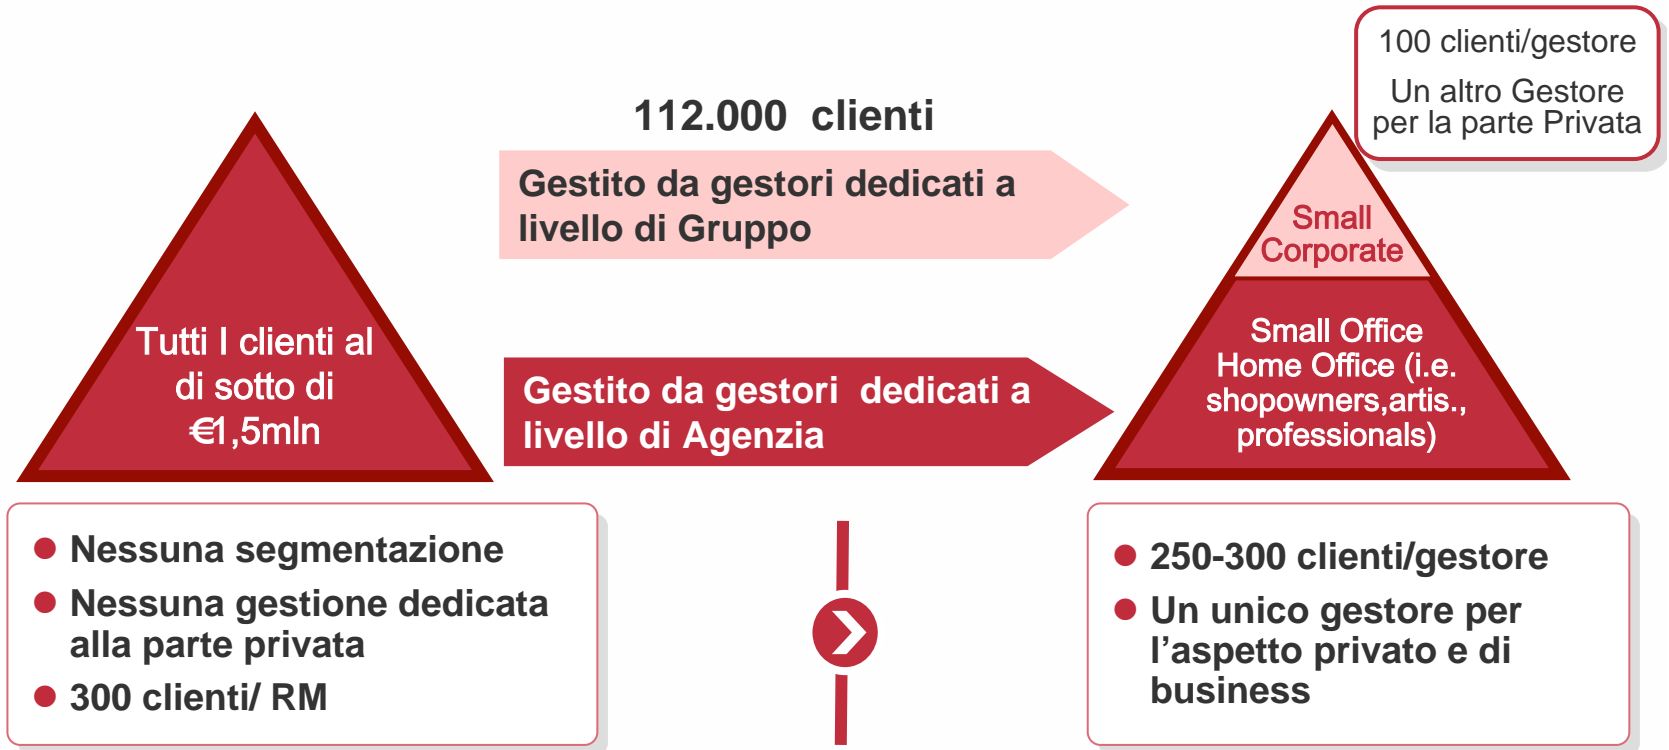 100 clienti/gestore
Un altro Gestore
per la parte Privata
112.000 clienti
Gestito da gestori dedicati a
livello di Gruppo
Small
Corporate
Tutti I clienti al
di sotto di
€1,5mln
Gestito da gestori dedicati a
livello di Agenzia
Small Office
Home Office (i.e.
shopowners,artis.,
professionals)
Nessuna segmentazione
Nessuna gestione dedicata
alla parte privata
300 clienti/ RM
250-300 clienti/gestore
Un unico gestore per
l’aspetto privato e di
business